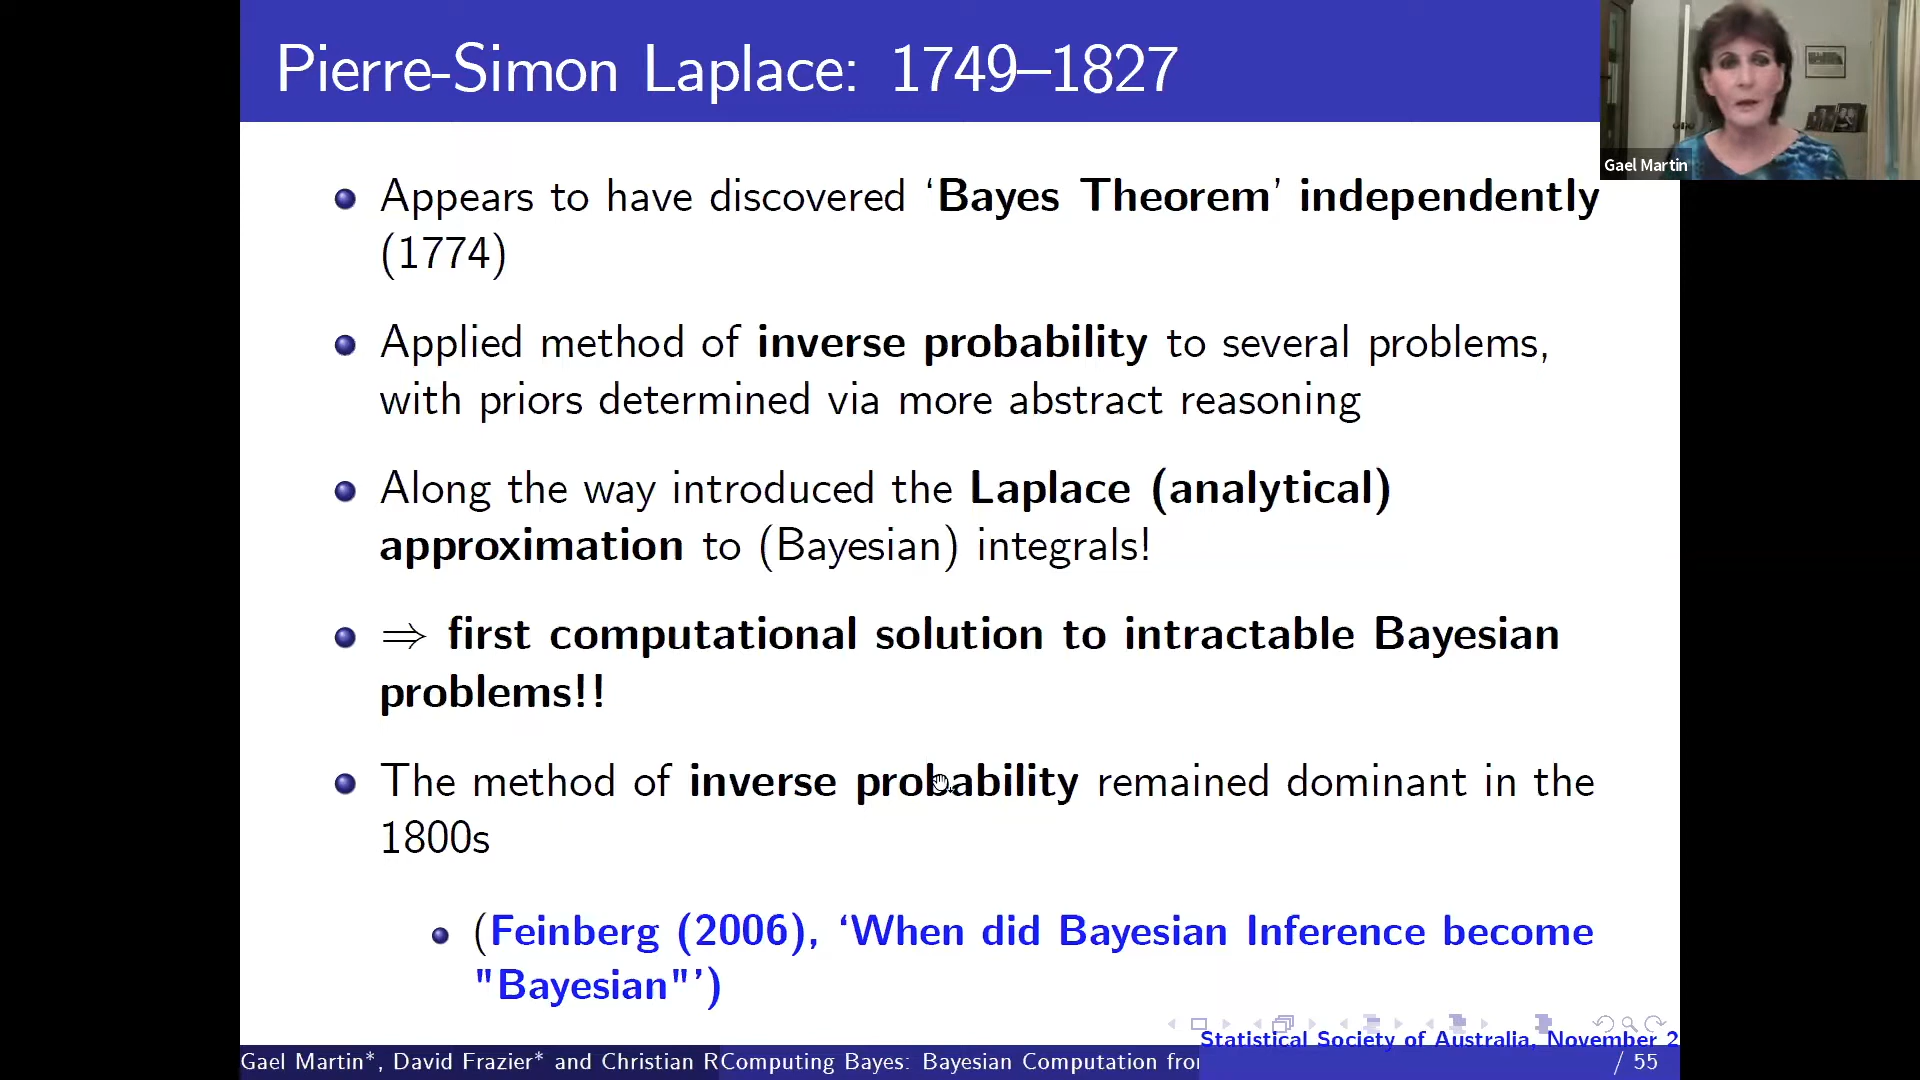 Pierre-Simon Laplace: 1749–1827
Gael Martin
Appears to have discovered ‘Bayes Theorem’ independently
(1774)
Applied method of inverse probability to several problems,
with priors determined via more abstract reasoning
Along the way introduced the Laplace (analytical)
approximation to (Bayesian) integrals!
⇒ first computational solution to intractable Bayesian
problems!!
The method of inverse probability remained dominant in the
1800s
(Feinberg (2006), ‘When did Bayesian Inference become
"Bayesian"’)
Statistical Society of Australia, November 2
Gael Martin*, David Frazier* and Christian R
Computing Bayes: Bayesian Computation fro
/ 55